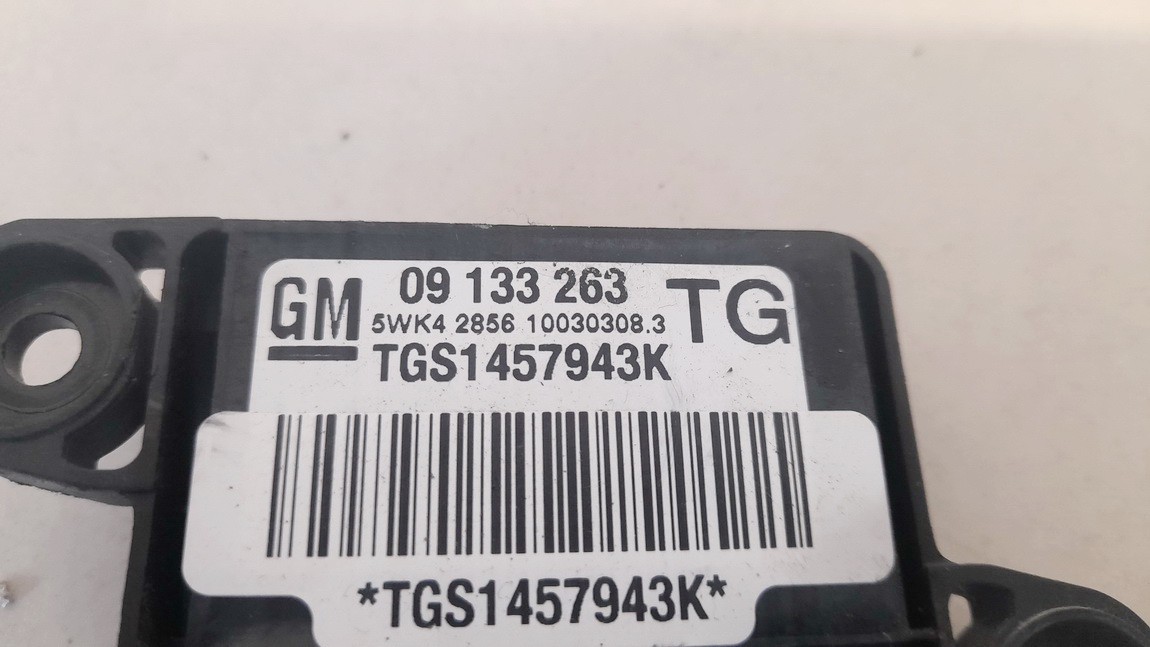 GM 09 133 263 TG
5WK4 2856 10030308.3
TGS1457943K
*TGS1457943K*